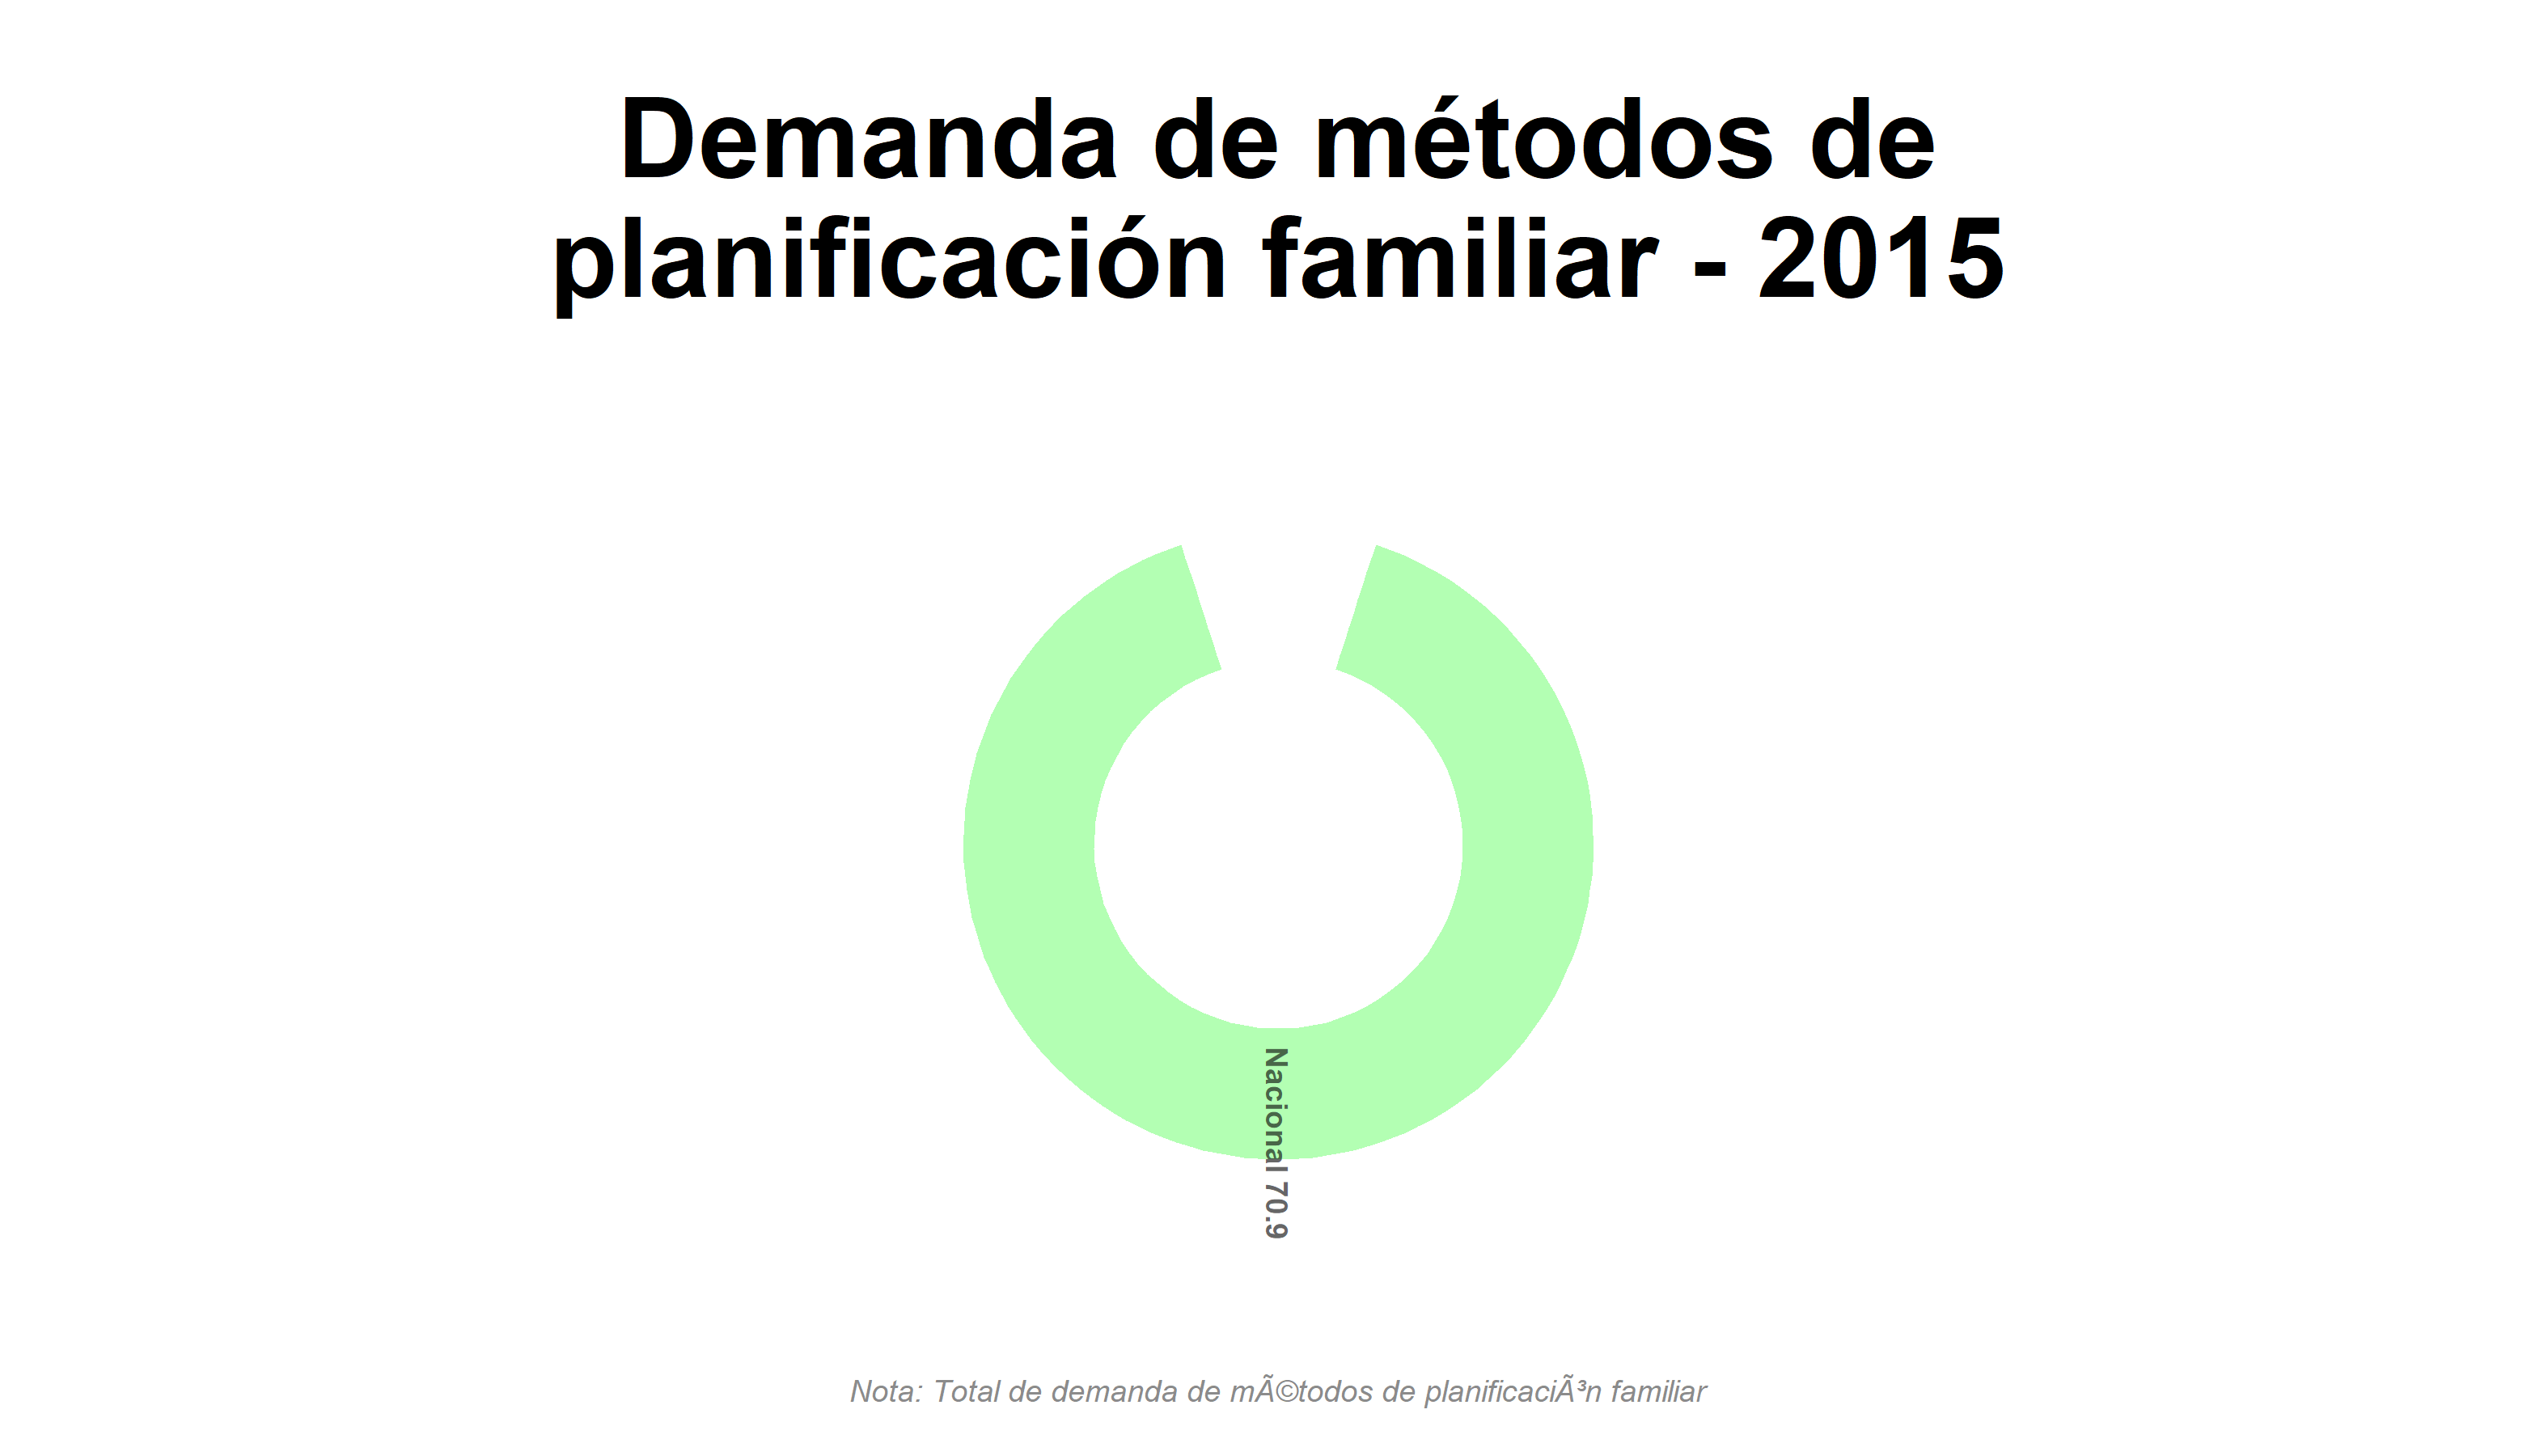 Demanda de métodos de
planificación familiar - 2015
Nacional 70.9
Nota: Total de demanda de mÃ©todos de planificaciÃ³n familiar